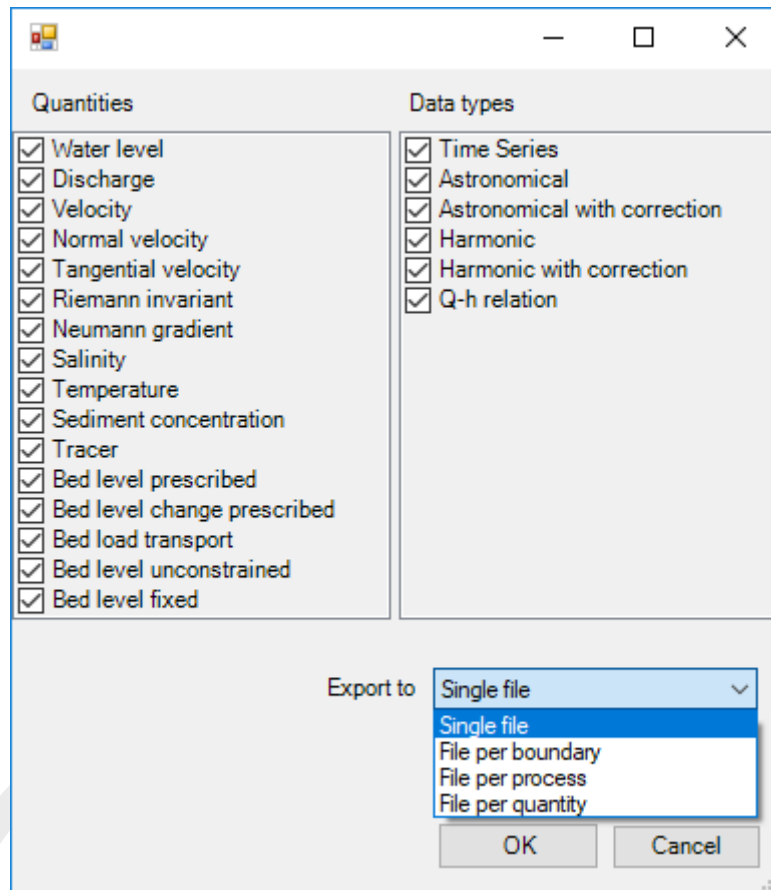 Quantities
Water level
Discharge
Velocity
Normal velocity
Tangential velocity
Riemann invariant
Neumann gradient
Salinity
Temperature
Sediment concentration
Tracer
Bed level prescribed
Bed level change prescribed
Bed load transport
Bed level unconstrained
Bed level fixed
Data types
Time Series
Astronomical
Astronomical with correction
Harmonic
Harmonic with correction
Q-h relation
Export to
Single file
Single file
File per boundary
File per process
File per quantity
OK
Cancel